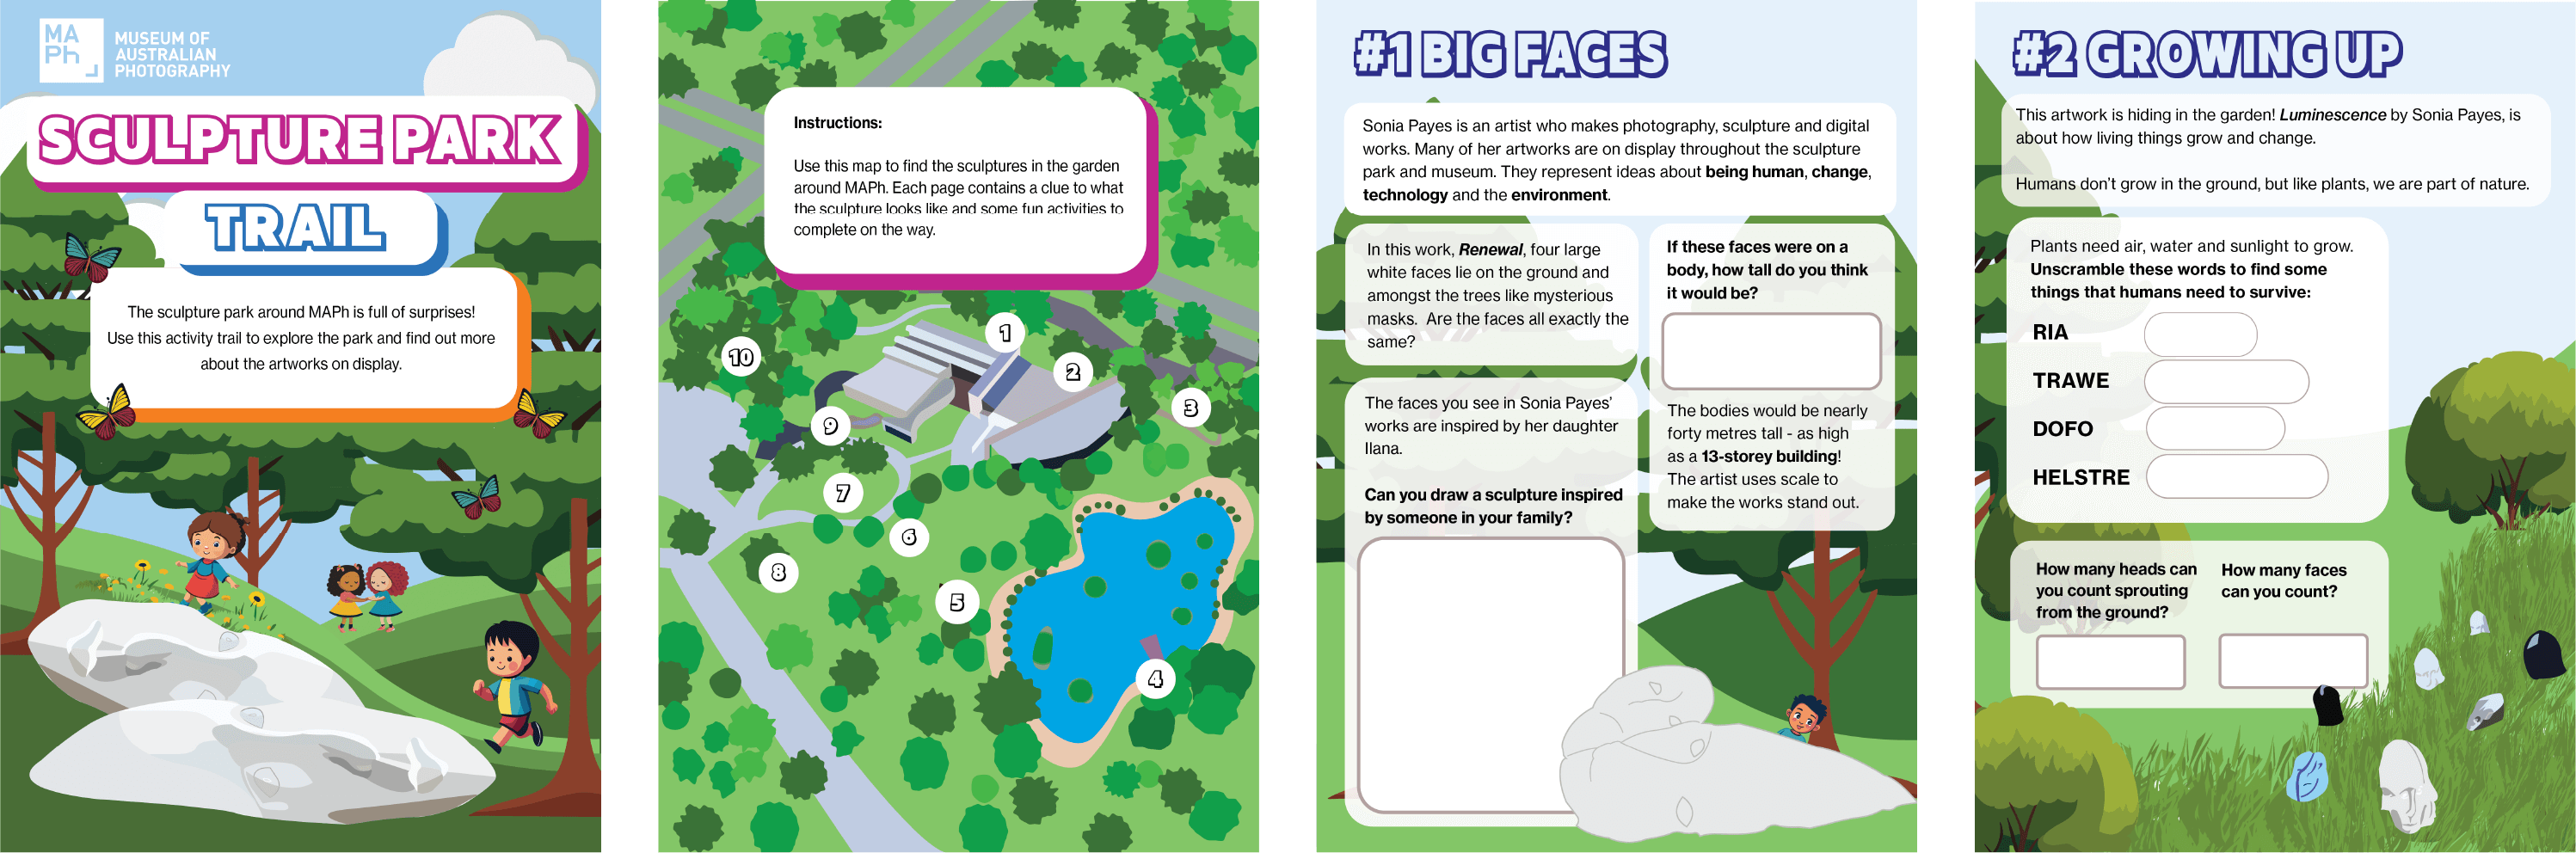 MA
Ph
MUSEUM OF
AUSTRALIAN
PHOTOGRAPHY
SCULPTURE PARK
TRAIL
The sculpture park around MAPh is full of surprises!
Use this activity trail to explore the park and find out more
about the artworks on display.
Instructions:
Use this map to find the sculptures in the garden
around MAPh. Each page contains a clue to what
the sculpture looks like and some fun activities to
complete on the way.
1
10
2
3
9
7
6
8
5
4
#1 BIG FACES
Sonia Payes is an artist who makes photography, sculpture and digital
works. Many of her artworks are on display throughout the sculpture
park and museum. They represent ideas about being human, change,
technology and the environment.
In this work, Renewal, four large
white faces lie on the ground and
amongst the trees like mysterious
masks. Are the faces all exactly the
same?
If these faces were on a
body, how tall do you think
it would be?
The bodies would be nearly
forty metres tall - as high
as a 13-storey building!
The artist uses scale to
make the works stand out.
The faces you see in Sonia Payes'
works are inspired by her daughter
Ilana.
Can you draw a sculpture inspired
by someone in your family?
#2 GROWING UP
This artwork is hiding in the garden! Luminescence by Sonia Payes, is
about how living things grow and change.
Humans don't grow in the ground, but like plants, we are part of nature.
Plants need air, water and sunlight to grow.
Unscramble these words to find some
things that humans need to survive:
RIA
TRAWE
DOFO
HELSTRE
How many heads can
you count sprouting
from the ground?
How many faces
can you count?